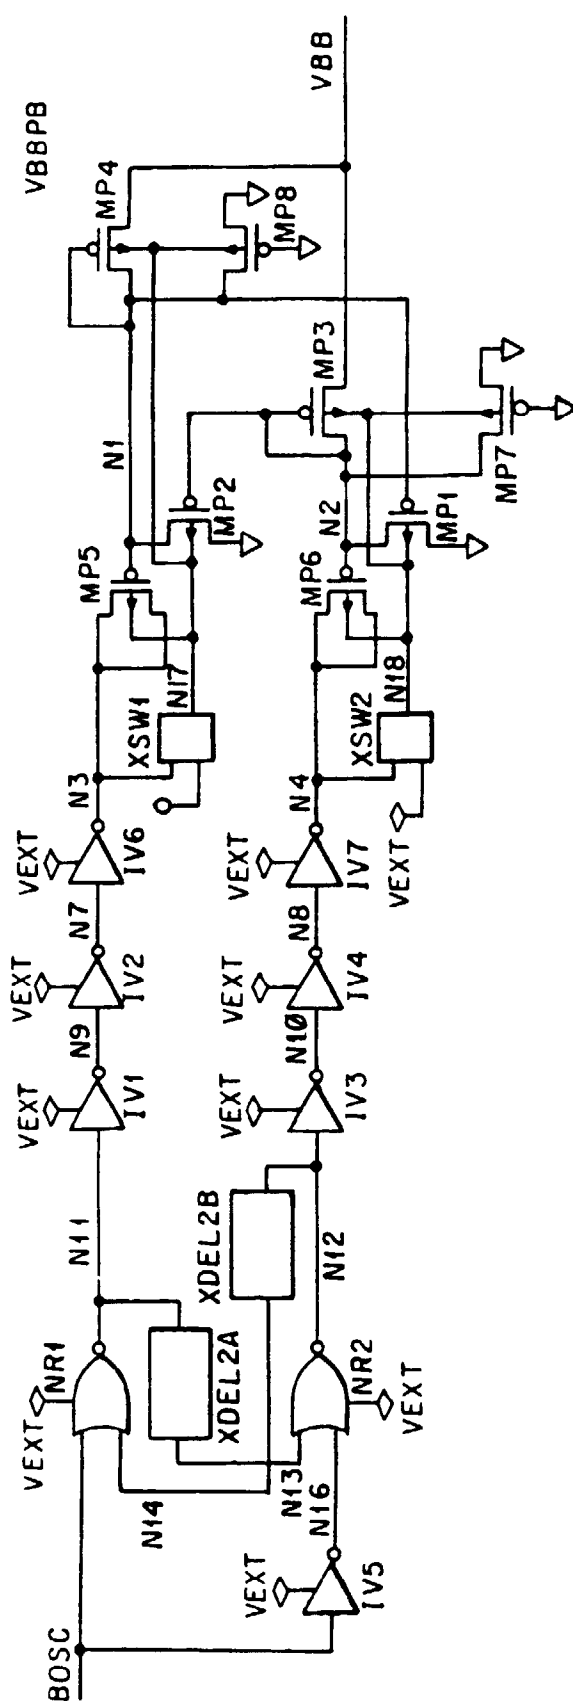 BOSC
VEXT
NR1
N14
XDEL2A
N11
VEXT
IV1
N9
VEXT
IV2
N7
VEXT
IV6
N3
XSW1
N17
MP5
MP2
N1
MP4
MP8
VBBPB
VBB
VEXT
IV5
N13
N16
NR2
VEXT
XDEL2B
N12
VEXT
IV3
N10
VEXT
IV4
N8
VEXT
IV7
N4
VEXT
XSW2
N18
MP6
MP1
N2
MP3
MP7